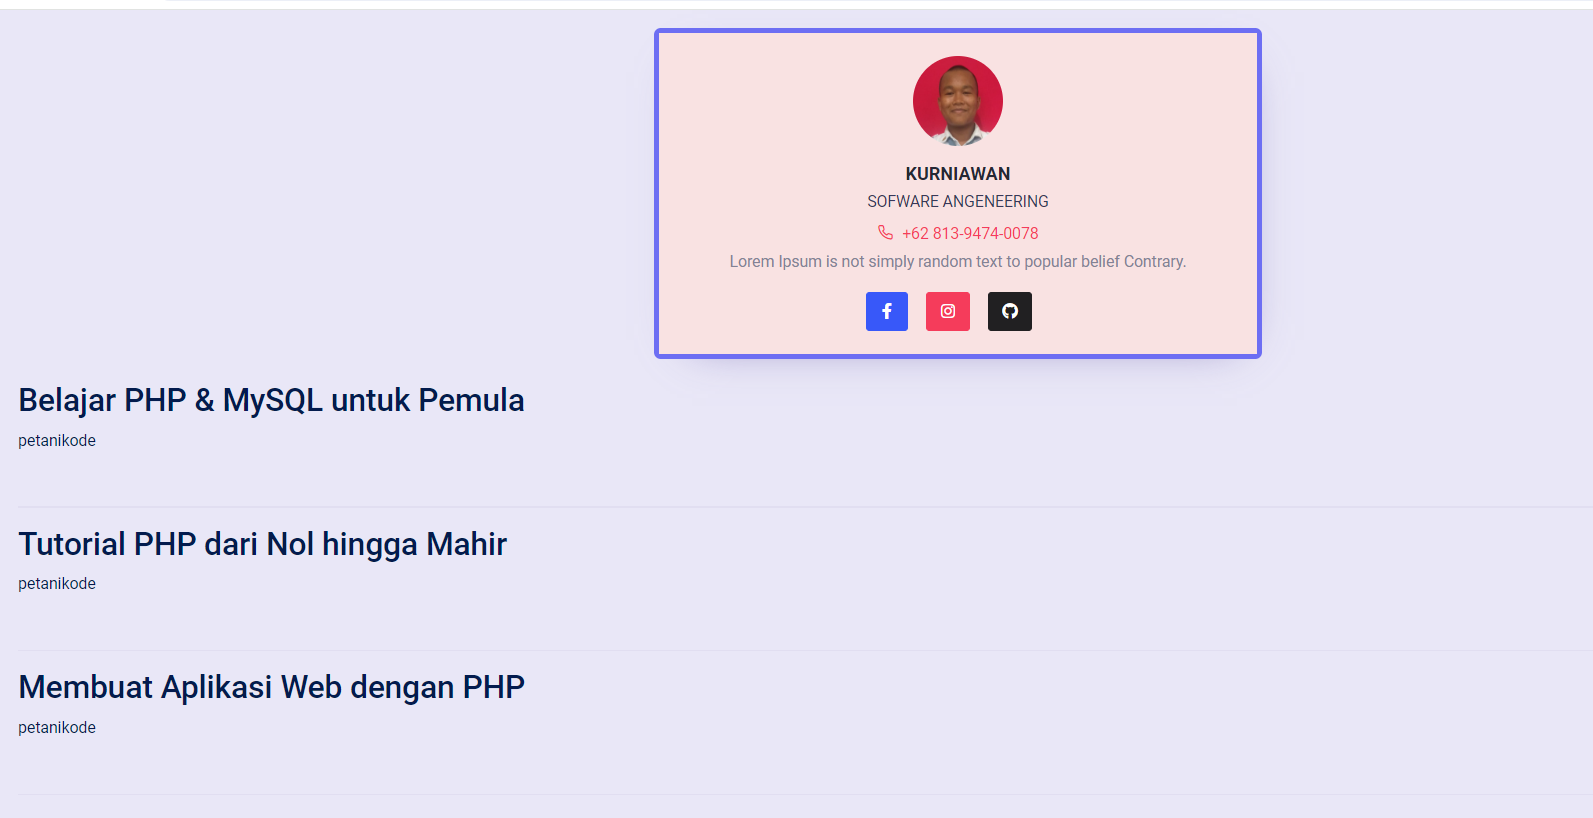 KURNIAWAN
SOFWARE ANGENEERING
+62 813-9474-0078
Lorem Ipsum is not simply random text to popular belief Contrary.
Belajar PHP & MySQL untuk Pemula
petanikode
Tutorial PHP dari Nol hingga Mahir
petanikode
Membuat Aplikasi Web dengan PHP
petanikode